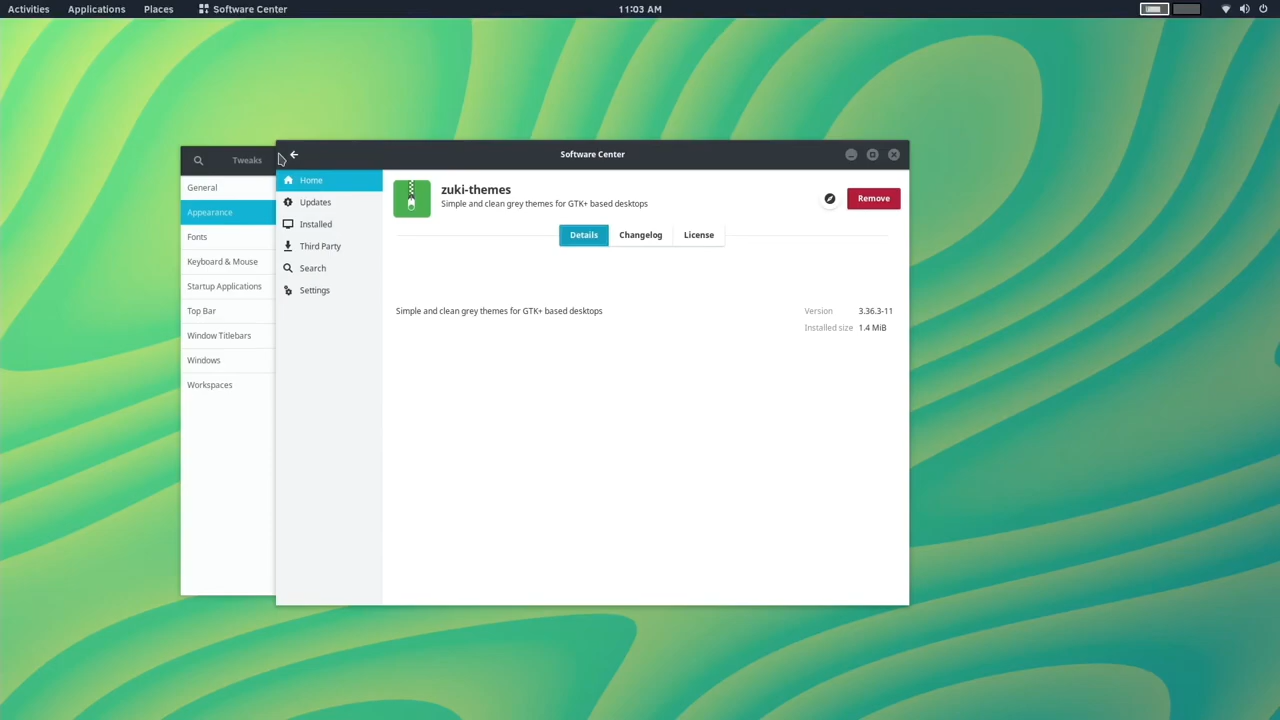 Activities Applications Places Software Center 11:03 AM
Tweaks
General
Appearance
Fonts
Keyboard & Mouse
Startup Applications
Top Bar
Window Titlebars
Windows
Workspaces
Software Center
Home
Updates
Installed
Third Party
Search
Settings
zuki-themes
Simple and clean grey themes for GTK+ based desktops
Remove
Details Changelog License
Simple and clean grey themes for GTK+ based desktops
Version 3.36.3-11
Installed size 1.4 MiB